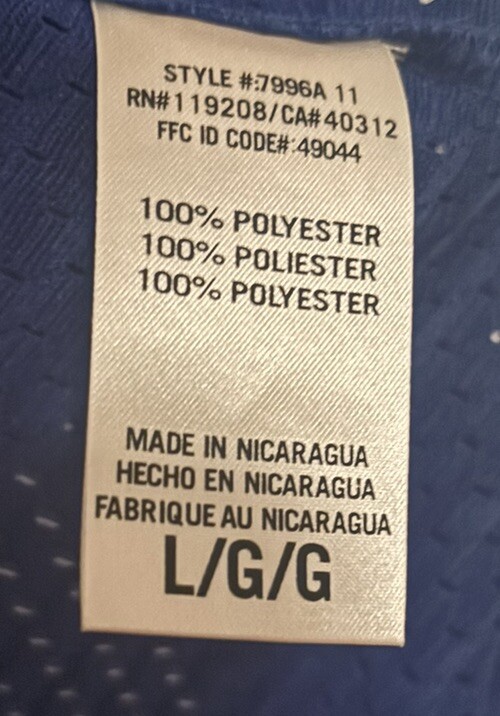 STYLE #:7996A 11
RN#119208/CA#40312
FFC ID CODE#:49044
100% POLYESTER
100% POLIESTER
100% POLYESTER
MADE IN NICARAGUA
HECHO EN NICARAGUA
FABRIQUE AU NICARAGUA
L/G/G